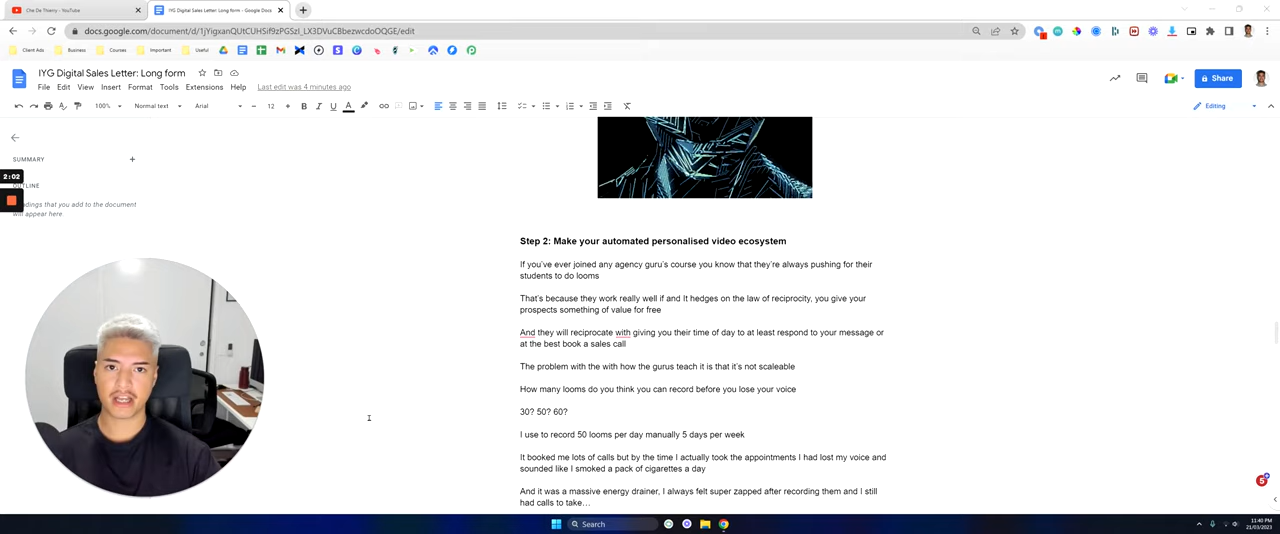 Che De Thierry - YouTube
IYG Digital Sales Letter: Long form - Google Docs
docs.google.com/document/d/1jYigxanQUtCUHSif9zPGSzI_LX3DVuCBbezwcdoOQGE/edit
Client Ads
Business
Courses
Important
Useful
IYG Digital Sales Letter: Long form
File Edit View Insert Format Tools Extensions Help Last edit was 4 minutes ago
Share
100% Normal text Arial 12
Editing
SUMMARY
2:02
OUTLINE
Headings that you add to the document
will appear here
Step 2: Make your automated personalised video ecosystem
If you've ever joined any agency guru's course you know that they're always pushing for their
students to do looms
That's because they work really well if and It hedges on the law of reciprocity, you give your
prospects something of value for free
And they will reciprocate with giving you their time of day to at least respond to your message or
at the best book a sales call
The problem with the with how the gurus teach it is that it's not scaleable
How many looms do you think you can record before you lose your voice
30? 50? 60?
I use to record 50 looms per day manually 5 days per week
It booked me lots of calls but by the time I actually took the appointments I had lost my voice and
sounded like I smoked a pack of cigarettes a day
And it was a massive energy drainer, I always felt super zapped after recording them and I still
had calls to take…
5
Search
11:40 PM
21/03/2023